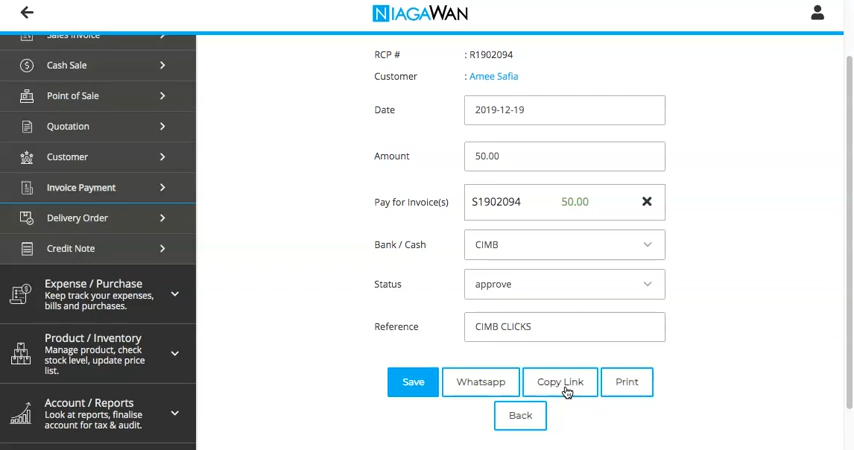 NIAGAWAN
Sales Invoice
Cash Sale
Point of Sale
Quotation
Customer
Invoice Payment
Delivery Order
Credit Note
Expense / Purchase
Keep track your expenses,
bills and purchases.
Product / Inventory
Manage product, check
stock level, update price
list.
Account / Reports
Look at reports, finalise
account for tax & audit.
RCP # : R1902094
Customer : Amee Safia
Date 2019-12-19
Amount 50.00
Pay for Invoice(s) S1902094 50.00
Bank / Cash CIMB
Status approve
Reference CIMB CLICKS
Save Whatsapp Copy Link Print
Back